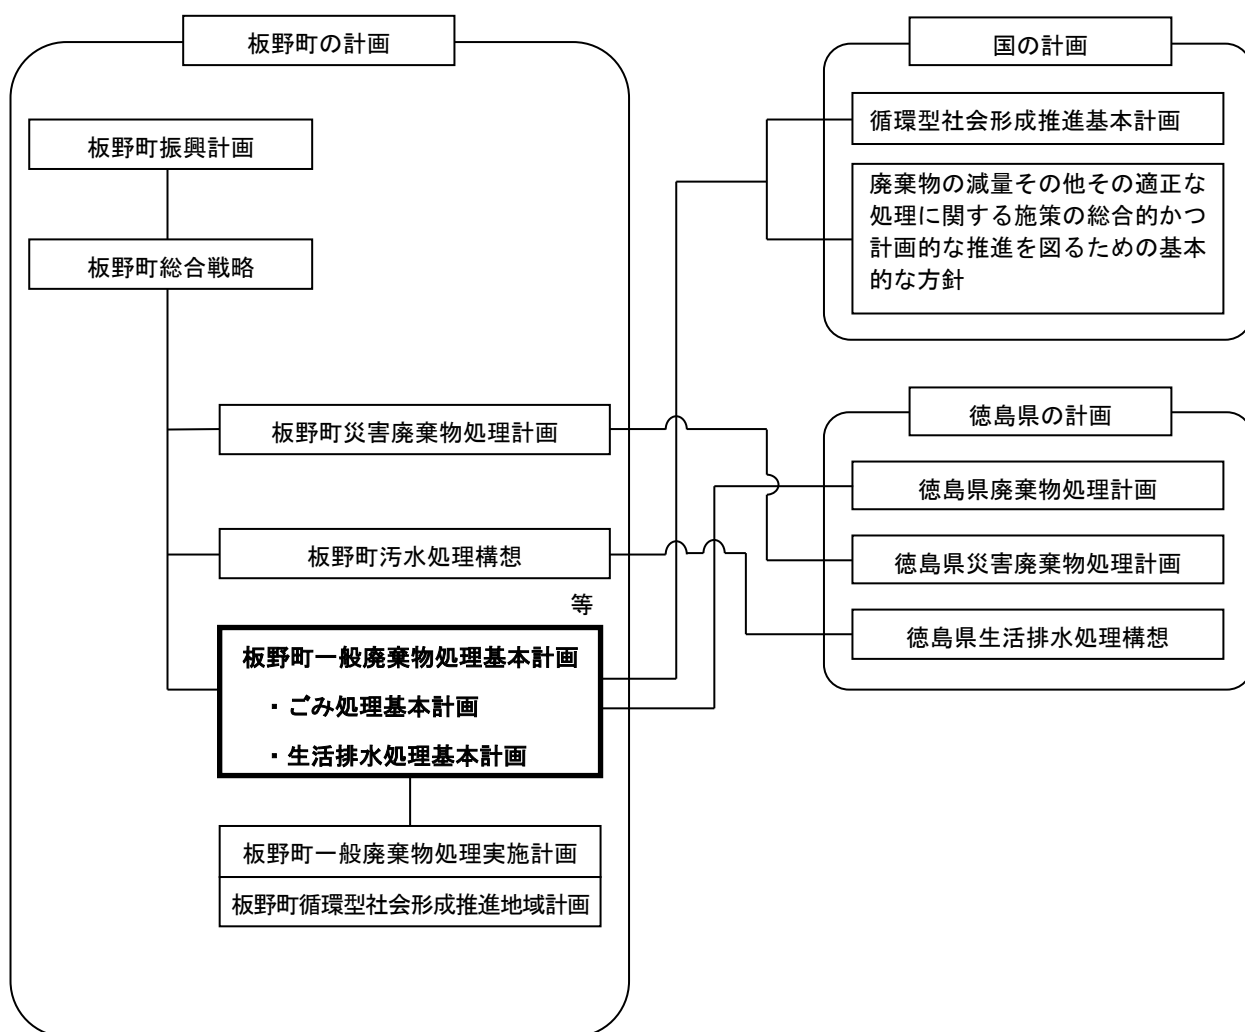 板野町の計画
板野町振興計画
板野町総合戦略
板野町災害廃棄物処理計画
板野町汚水処理構想
等
板野町一般廃棄物処理基本計画
・ごみ処理基本計画
・生活排水処理基本計画
板野町一般廃棄物処理実施計画
板野町循環型社会形成推進地域計画
国の計画
循環型社会形成推進基本計画
廃棄物の減量その他その適正な
処理に関する施策の総合的かつ
計画的な推進を図るための基本
的な方針
徳島県の計画
徳島県廃棄物処理計画
徳島県災害廃棄物処理計画
徳島県生活排水処理構想